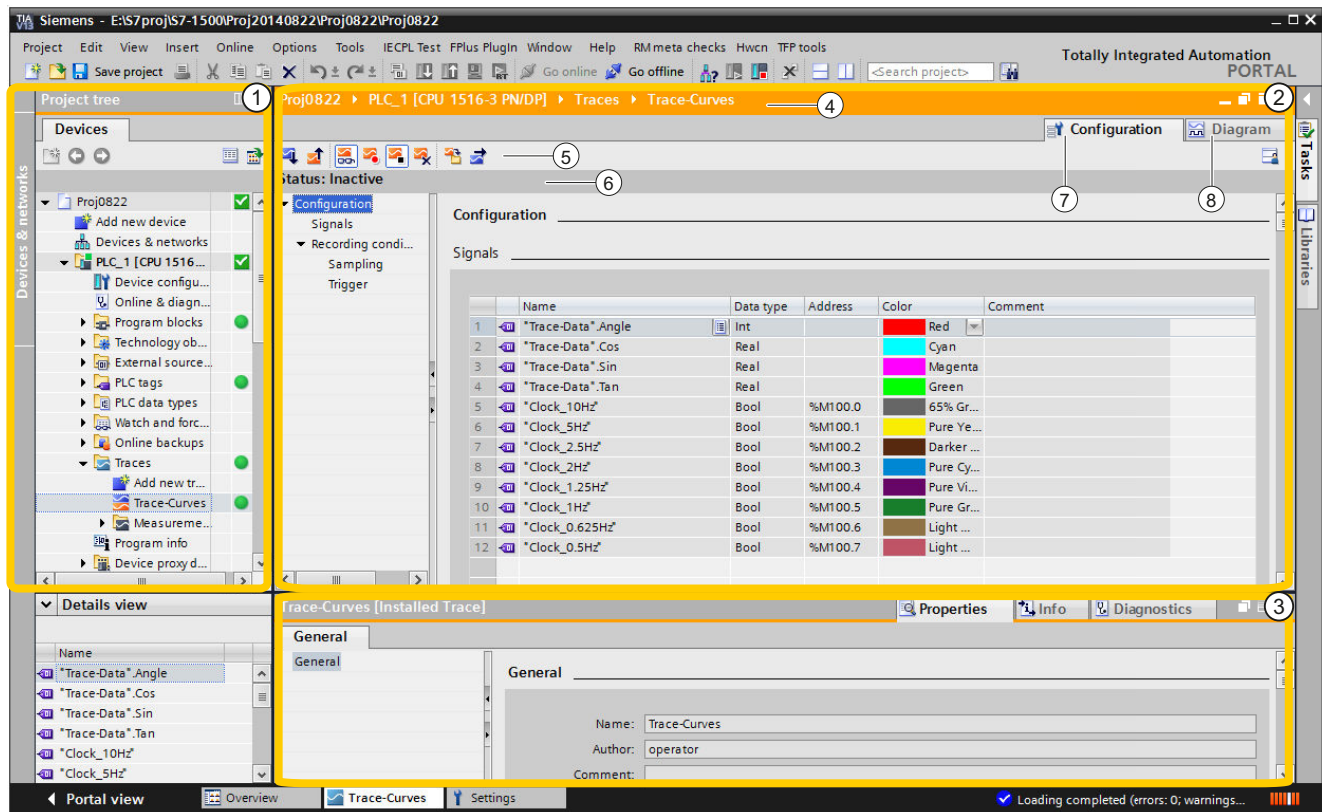 TIA V13 Siemens - E:\S7proj\S7-1500\Proj20140822\Proj0822\Proj0822
Project Edit View Insert Online Options Tools IECPL Test FPlus PlugIn Window Help RM meta checks Hwcn TFP tools
Totally Integrated Automation
PORTAL
Save project Go online Go offline <Search project>
Project tree 1
Proj0822 PLC_1 [CPU 1516-3 PN/DP] Traces Trace-Curves 4 2
Devices
Configuration Diagram
5
Status: Inactive 6 7 8
Devices & networks
Proj0822
Add new device
Devices & networks
PLC_1 [CPU 1516...
Device configu...
Online & diagn...
Program blocks
Technology ob...
External source...
PLC tags
PLC data types
Watch and forc...
Online backups
Traces
Add new tr...
Trace-Curves
Measureme...
Program info
Device proxy d...
Configuration
Signals
Recording condi...
Sampling
Trigger
Configuration
Signals
Name Data type Address Color Comment
1 "Trace-Data".Angle Int Red
2 "Trace-Data".Cos Real Cyan
3 "Trace-Data".Sin Real Magenta
4 "Trace-Data".Tan Real Green
5 "Clock_10Hz" Bool %M100.0 65% Gr...
6 "Clock_5Hz" Bool %M100.1 Pure Ye...
7 "Clock_2.5Hz" Bool %M100.2 Darker ...
8 "Clock_2Hz" Bool %M100.3 Pure Cy...
9 "Clock_1.25Hz" Bool %M100.4 Pure Vi...
10 "Clock_1Hz" Bool %M100.5 Pure Gr...
11 "Clock_0.625Hz" Bool %M100.6 Light ...
12 "Clock_0.5Hz" Bool %M100.7 Light ...
Tasks
Libraries
Details view
Name
"Trace-Data".Angle
"Trace-Data".Cos
"Trace-Data".Sin
"Trace-Data".Tan
"Clock_10Hz"
"Clock_5Hz"
Trace-Curves [Installed Trace] Properties Info Diagnostics 3
General
General
General
Name: Trace-Curves
Author: operator
Comment:
Portal view Overview Trace-Curves Settings Loading completed (errors: 0; warnings...